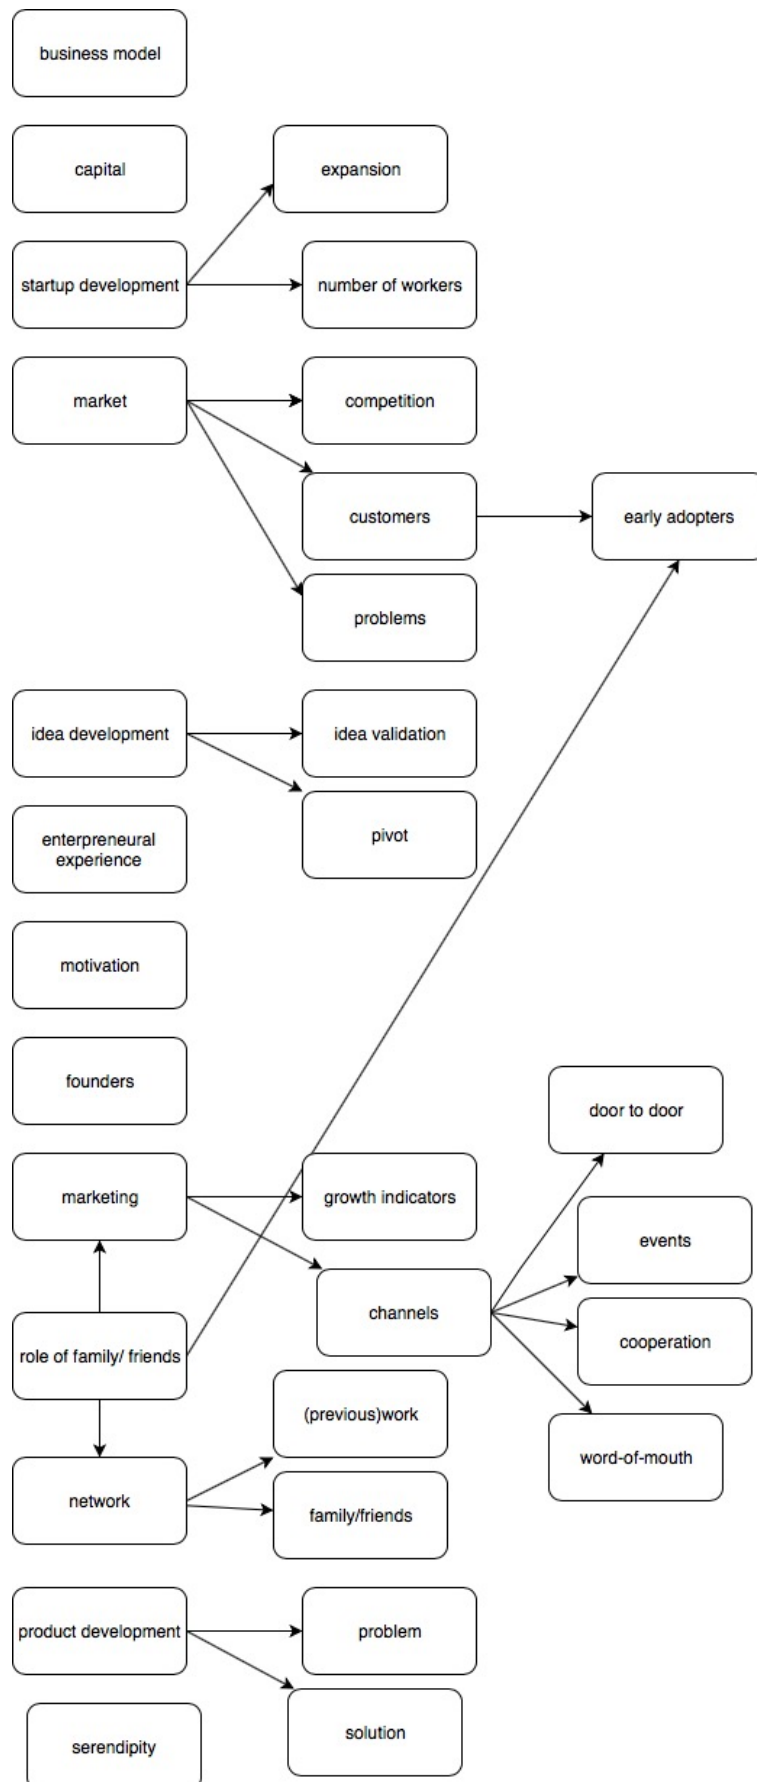 business model
capital
expansion
startup development
number of workers
market
competition
customers
early adopters
problems
idea development
idea validation
pivot
enterpreneural
experience
motivation
founders
door to door
marketing
growth indicators
events
channels
cooperation
role of family/ friends
(previous)work
word-of-mouth
network
family/friends
product development
problem
solution
serendipity